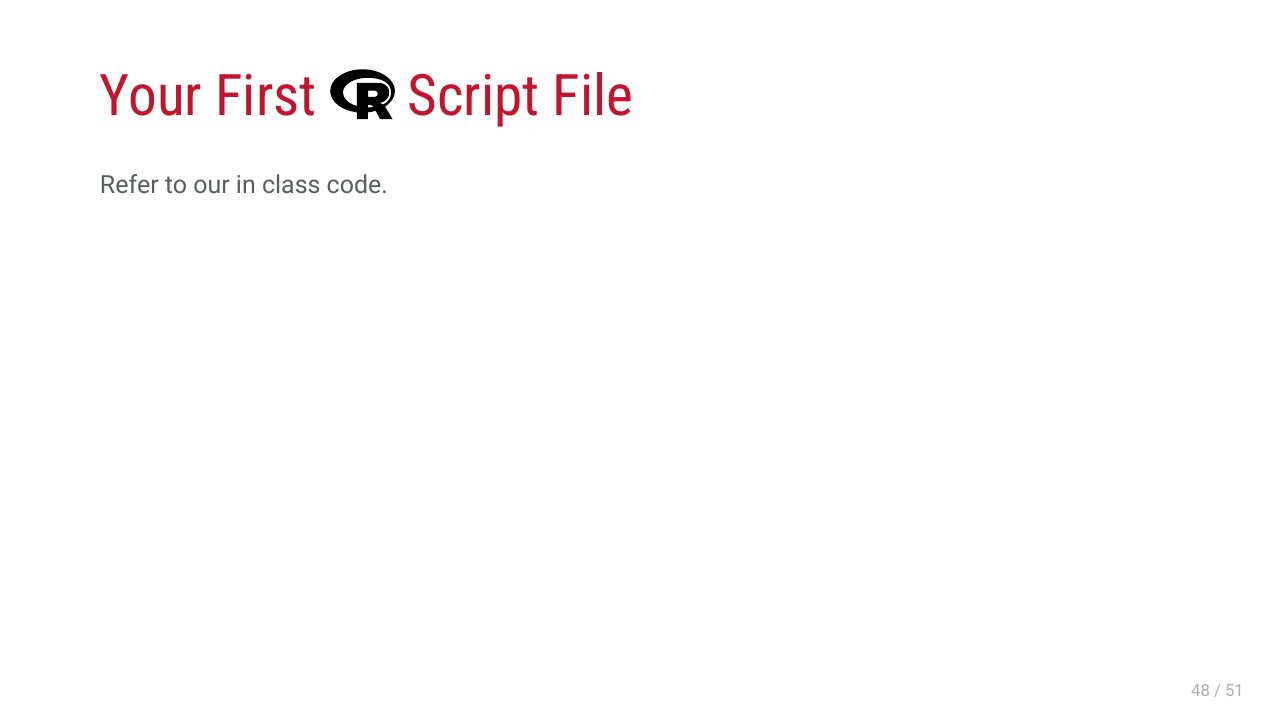 Your First R Script File
Refer to our in class code.
48 / 51